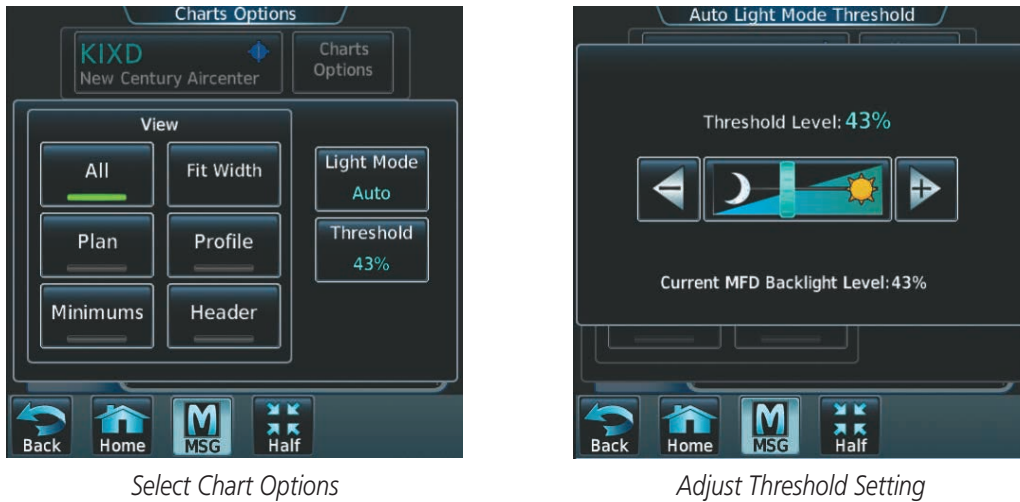 Charts Options
KIXD
New Century Aircenter
Charts
Options
View
All
Fit Width
Plan
Profile
Minimums
Header
Light Mode
Auto
Threshold
43%
Back
Home
M
MSG
Half
Select Chart Options
Auto Light Mode Threshold
Threshold Level: 43%
Current MFD Backlight Level: 43%
Back
Home
M
MSG
Half
Adjust Threshold Setting